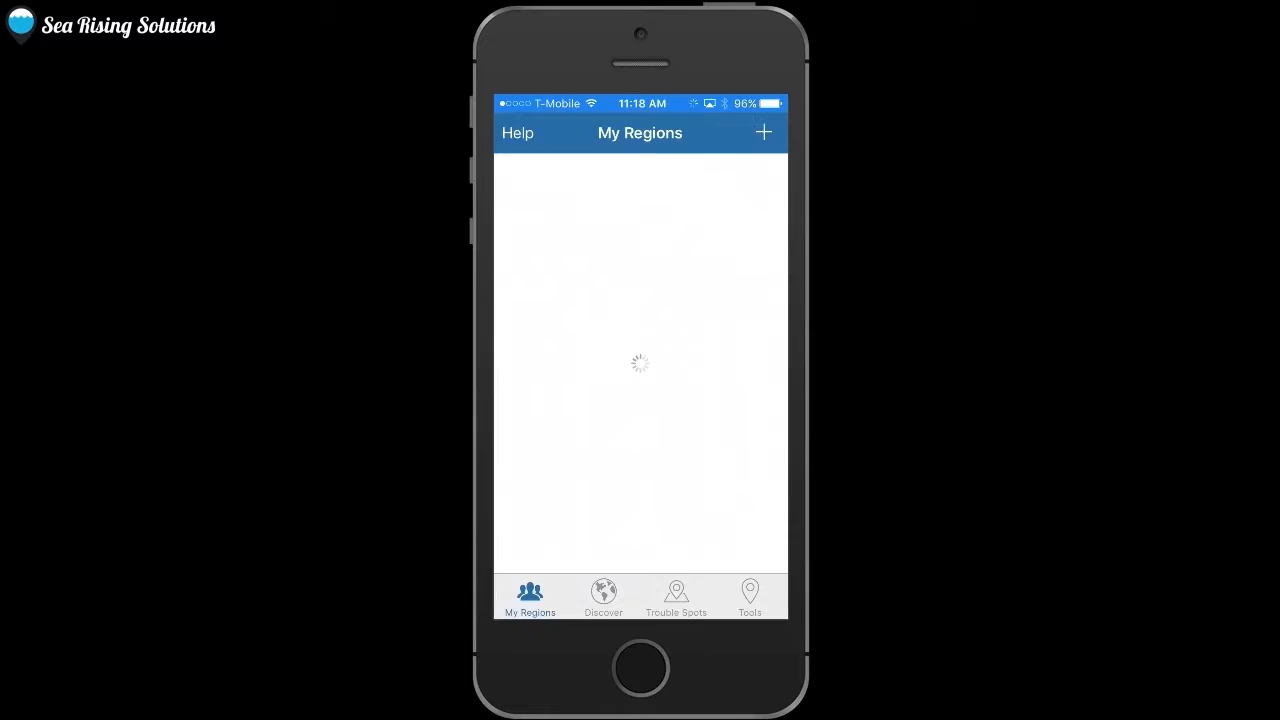 Sea Rising Solutions
T-Mobile 11:18 AM 96%
Help My Regions +
My Regions Discover Trouble Spots Tools